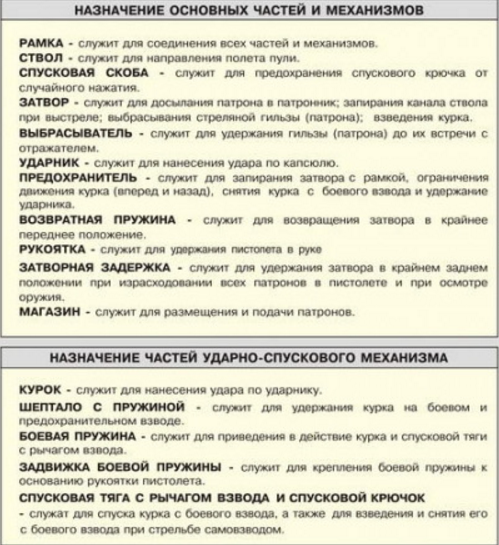 НАЗНАЧЕНИЕ ОСНОВНЫХ ЧАСТЕЙ И МЕХАНИЗМОВ
РАМКА - служит для соединения всех частей и механизмов.
СТВОЛ - служит для направления полета пули.
СПУСКОВАЯ СКОБА - служит для предохранения спускового крючка от
случайного нажатия.
ЗАТВОР - служит для досылания патрона в патронник; запирания канала ствола
при выстреле; выбрасывания стреляной гильзы (патрона); взведения курка.
ВЫБРАСЫВАТЕЛЬ - служит для удержания гильзы (патрона) до их встречи с
отражателем.
УДАРНИК - служит для нанесения удара по капсюлю.
ПРЕДОХРАНИТЕЛЬ - служит для запирания затвора с рамкой, ограничения
движения курка (вперед и назад), снятия курка с боевого взвода и удержание
ударника.
ВОЗВРАТНАЯ ПРУЖИНА - служит для возвращения затвора в крайнее
переднее положение.
РУКОЯТКА - служит для удержания пистолета в руке
ЗАТВОРНАЯ ЗАДЕРЖКА - служит для удержания затвора в крайнем заднем
положении при израсходовании всех патронов в пистолете и при осмотре
оружия.
МАГАЗИН - служит для размещения и подачи патронов.
НАЗНАЧЕНИЕ ЧАСТЕЙ УДАРНО-СПУСКОВОГО МЕХАНИЗМА
КУРОК - служит для нанесения удара по ударнику.
ШЕПТАЛО С ПРУЖИНОЙ - служит для удержания курка на боевом и
предохранительном взводе.
БОЕВАЯ ПРУЖИНА - служит для приведения в действие курка и спусковой тяги
с рычагом взвода.
ЗАДВИЖКА БОЕВОЙ ПРУЖИНЫ - служит для крепления боевой пружины к
основанию рукоятки пистолета.
СПУСКОВАЯ ТЯГА С РЫЧАГОМ ВЗВОДА И СПУСКОВОЙ КРЮЧОК
- служат для спуска курка с боевого взвода, а также для взведения и снятия его
с боевого взвода при стрельбе самовзводом.